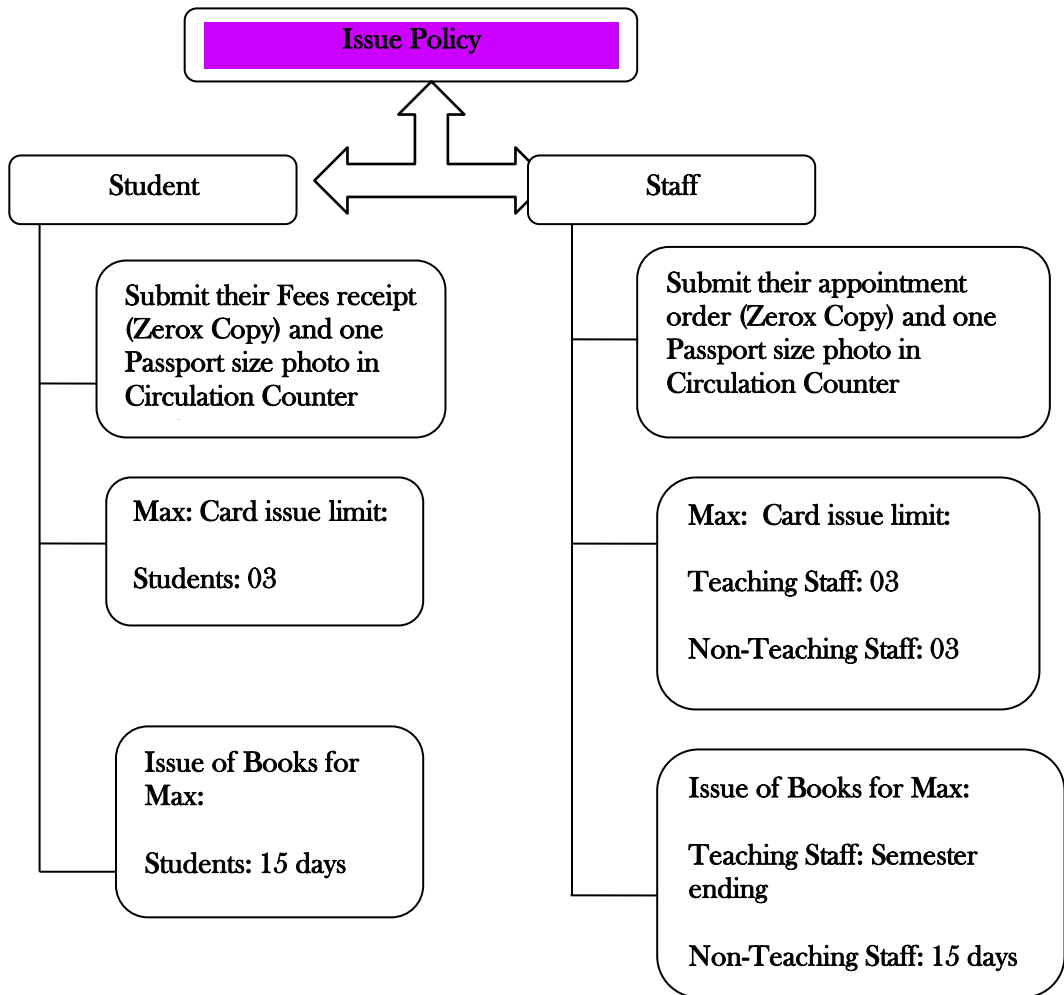 Issue Policy
Student
Submit their Fees receipt
(Zerox Copy) and one
Passport size photo in
Circulation Counter
Max: Card issue limit:
Students: 03
Issue of Books for
Max:
Students: 15 days
Staff
Submit their appointment
order (Zerox Copy) and one
Passport size photo in
Circulation Counter
Max:  Card issue limit:
Teaching Staff: 03
Non-Teaching Staff: 03
Issue of Books for Max:
Teaching Staff: Semester
ending
Non-Teaching Staff: 15 days